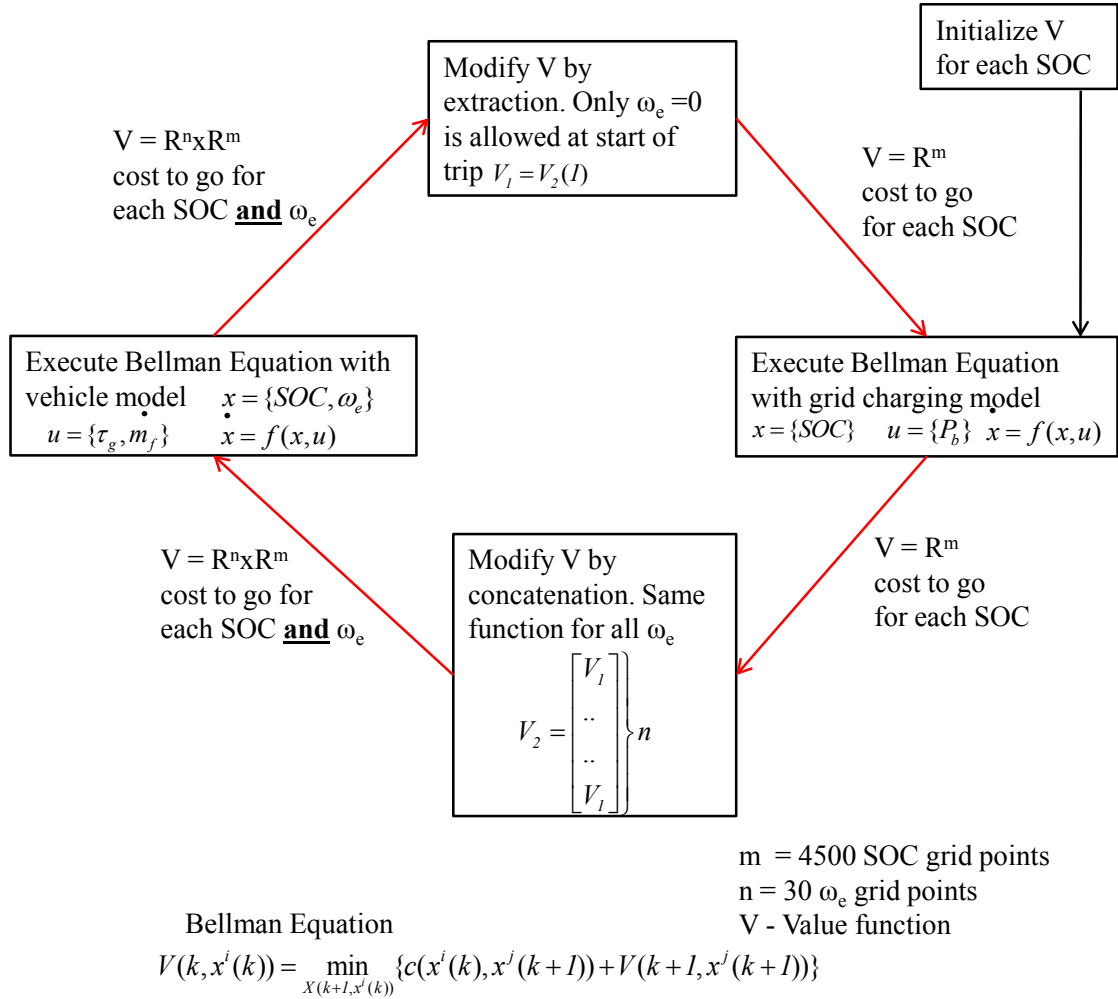 Initialize V
for each SOC
Modify V by
extraction. Only ωₑ =0
is allowed at start of
trip V₁ = V₂(1)
V = RⁿxRᵐ
cost to go for
each SOC and ωₑ
V = Rᵐ
cost to go
for each SOC
Execute Bellman Equation with
vehicle model x = {SOC, ωₑ}
u = {τ_g, ṁ_f} ẋ = f(x,u)
Execute Bellman Equation
with grid charging model
x = {SOC} u = {P_b} ẋ = f(x,u)
V = RⁿxRᵐ
cost to go for
each SOC and ωₑ
Modify V by
concatenation. Same
function for all ωₑ
V₂ = [V₁ .. .. V₁]} n
V = Rᵐ
cost to go
for each SOC
m = 4500 SOC grid points
n = 30 ωₑ grid points
V - Value function
Bellman Equation
V(k, xⁱ(k)) = min_{X(k+1,xⁱ(k))} {c(xⁱ(k), xʲ(k+1)) + V(k+1, xʲ(k+1))}